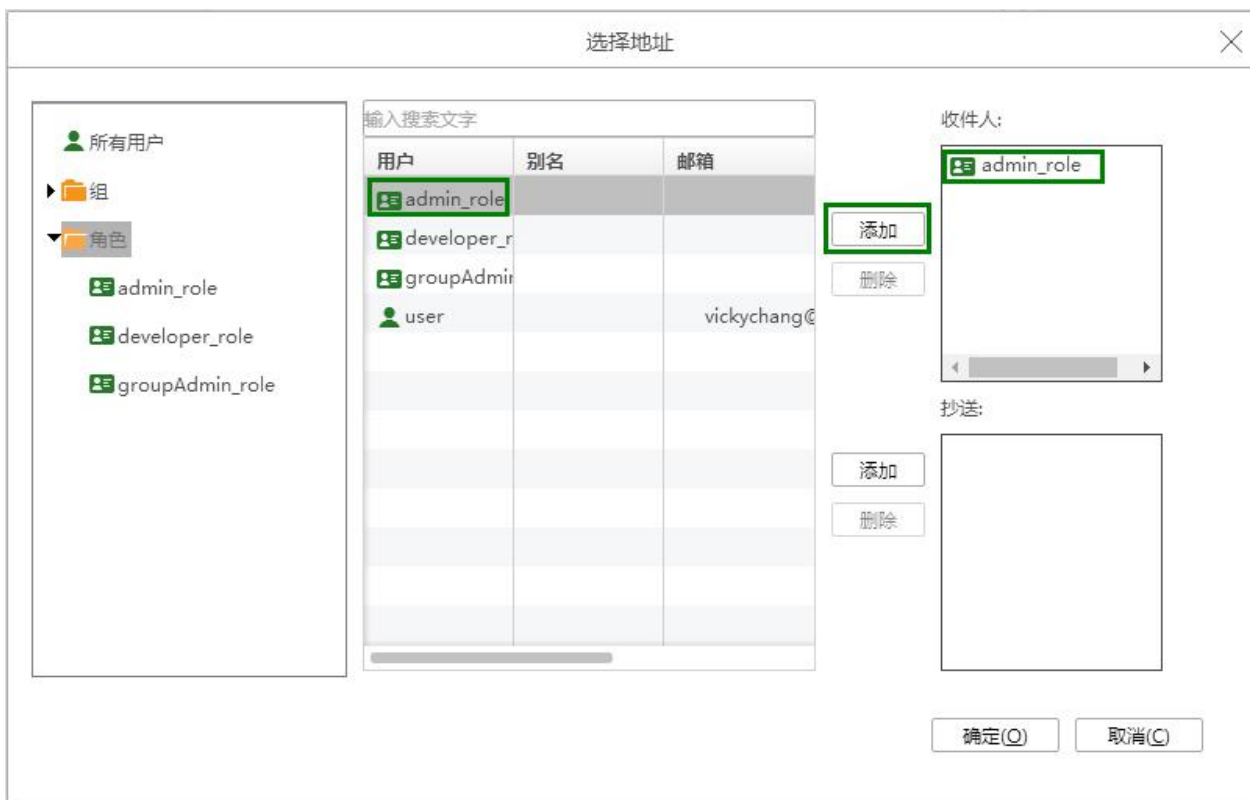 选择地址
所有用户
组
角色
admin_role
developer_role
groupAdmin_role
输入搜索文字
用户 别名 邮箱
admin_role
developer_r
groupAdmin
user vickychang@
添加
删除
添加
删除
收件人:
admin_role
抄送:
确定(O) 取消(C)